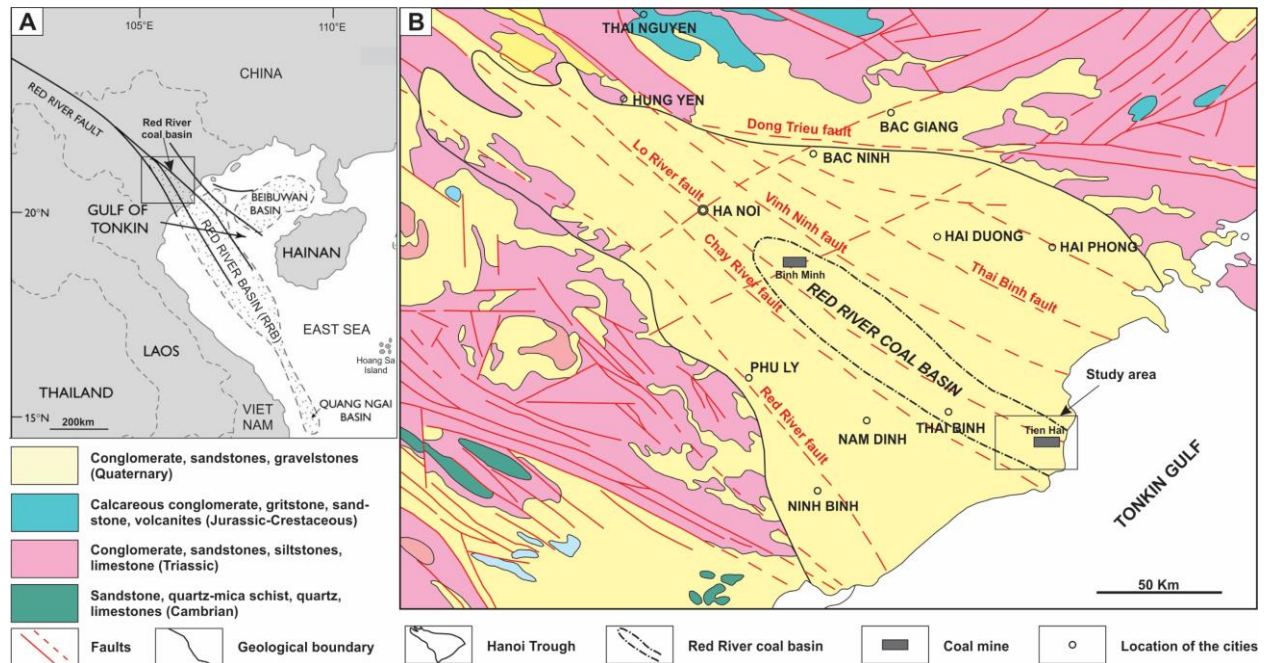 A
105°E
110°E
CHINA
RED RIVER FAULT
Red River
coal basin
20°N
GULF OF
TONKIN
BEIBUWAN
BASIN
HAINAN
RED RIVER BASIN (RRB)
EAST SEA
Hoang Sa
Island
LAOS
THAILAND
15°N
200km
VIET
NAM
QUANG NGAI
BASIN
B
THAI NGUYEN
HUNG YEN
BAC GIANG
Dong Trieu fault
BAC NINH
Lo River fault
Vinh Ninh fault
HA NOI
HAI DUONG
HAI PHONG
Chay River fault
Binh Minh
Thai Binh fault
RED RIVER COAL BASIN
PHU LY
Study area
Red River fault
NAM DINH
THAI BINH
Tien Hai
NINH BINH
TONKIN GULF
50 Km
Conglomerate, sandstones, gravelstones
(Quaternary)
Calcareous conglomerate, gritstone, sand-
stone, volcanites (Jurassic-Crestaceous)
Conglomerate, sandstones, siltstones,
limestone (Triassic)
Sandstone, quartz-mica schist, quartz,
limestones (Cambrian)
Faults
Geological boundary
Hanoi Trough
Red River coal basin
Coal mine
Location of the cities